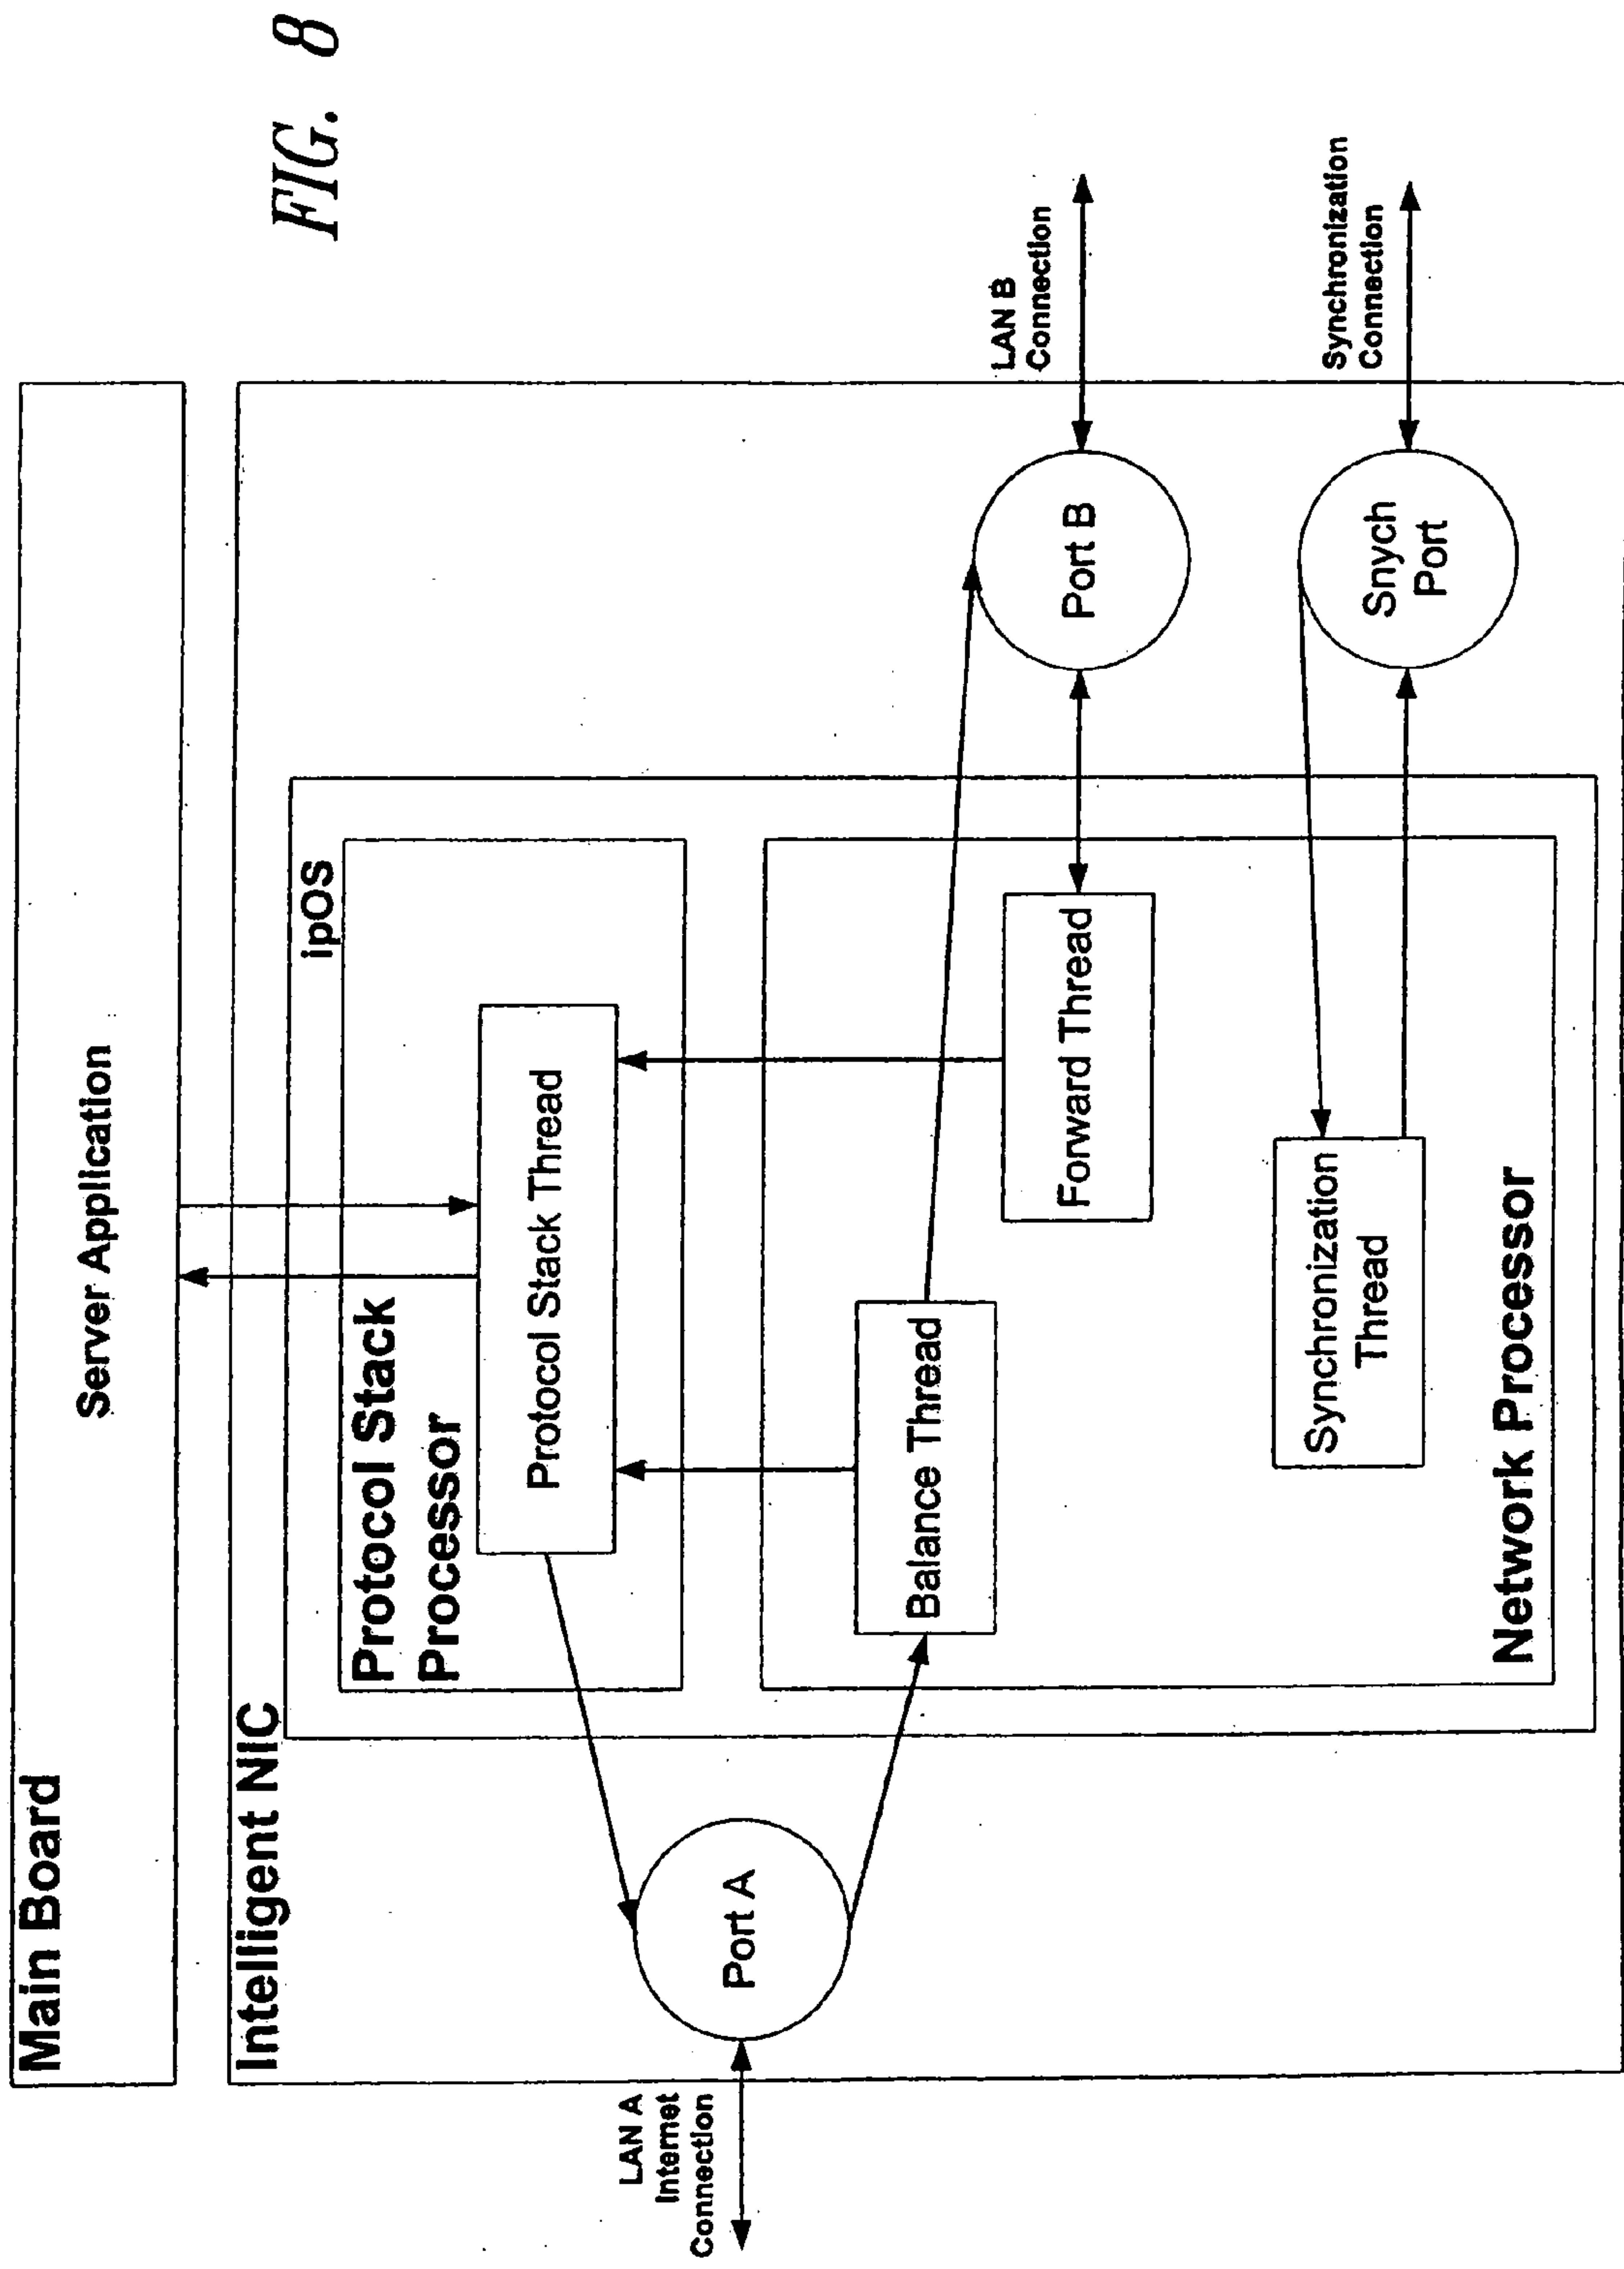 FIG. 8
Main Board
Server Application
Intelligent NIC
ipOS
Protocol Stack
Processor
Protocol Stack Thread
LAN A
Internet
Connection
Port A
Balance Thread
Forward Thread
Port B
LAN B
Connection
Synchronization
Thread
Snych
Port
Synchronization
Connection
Network Processor